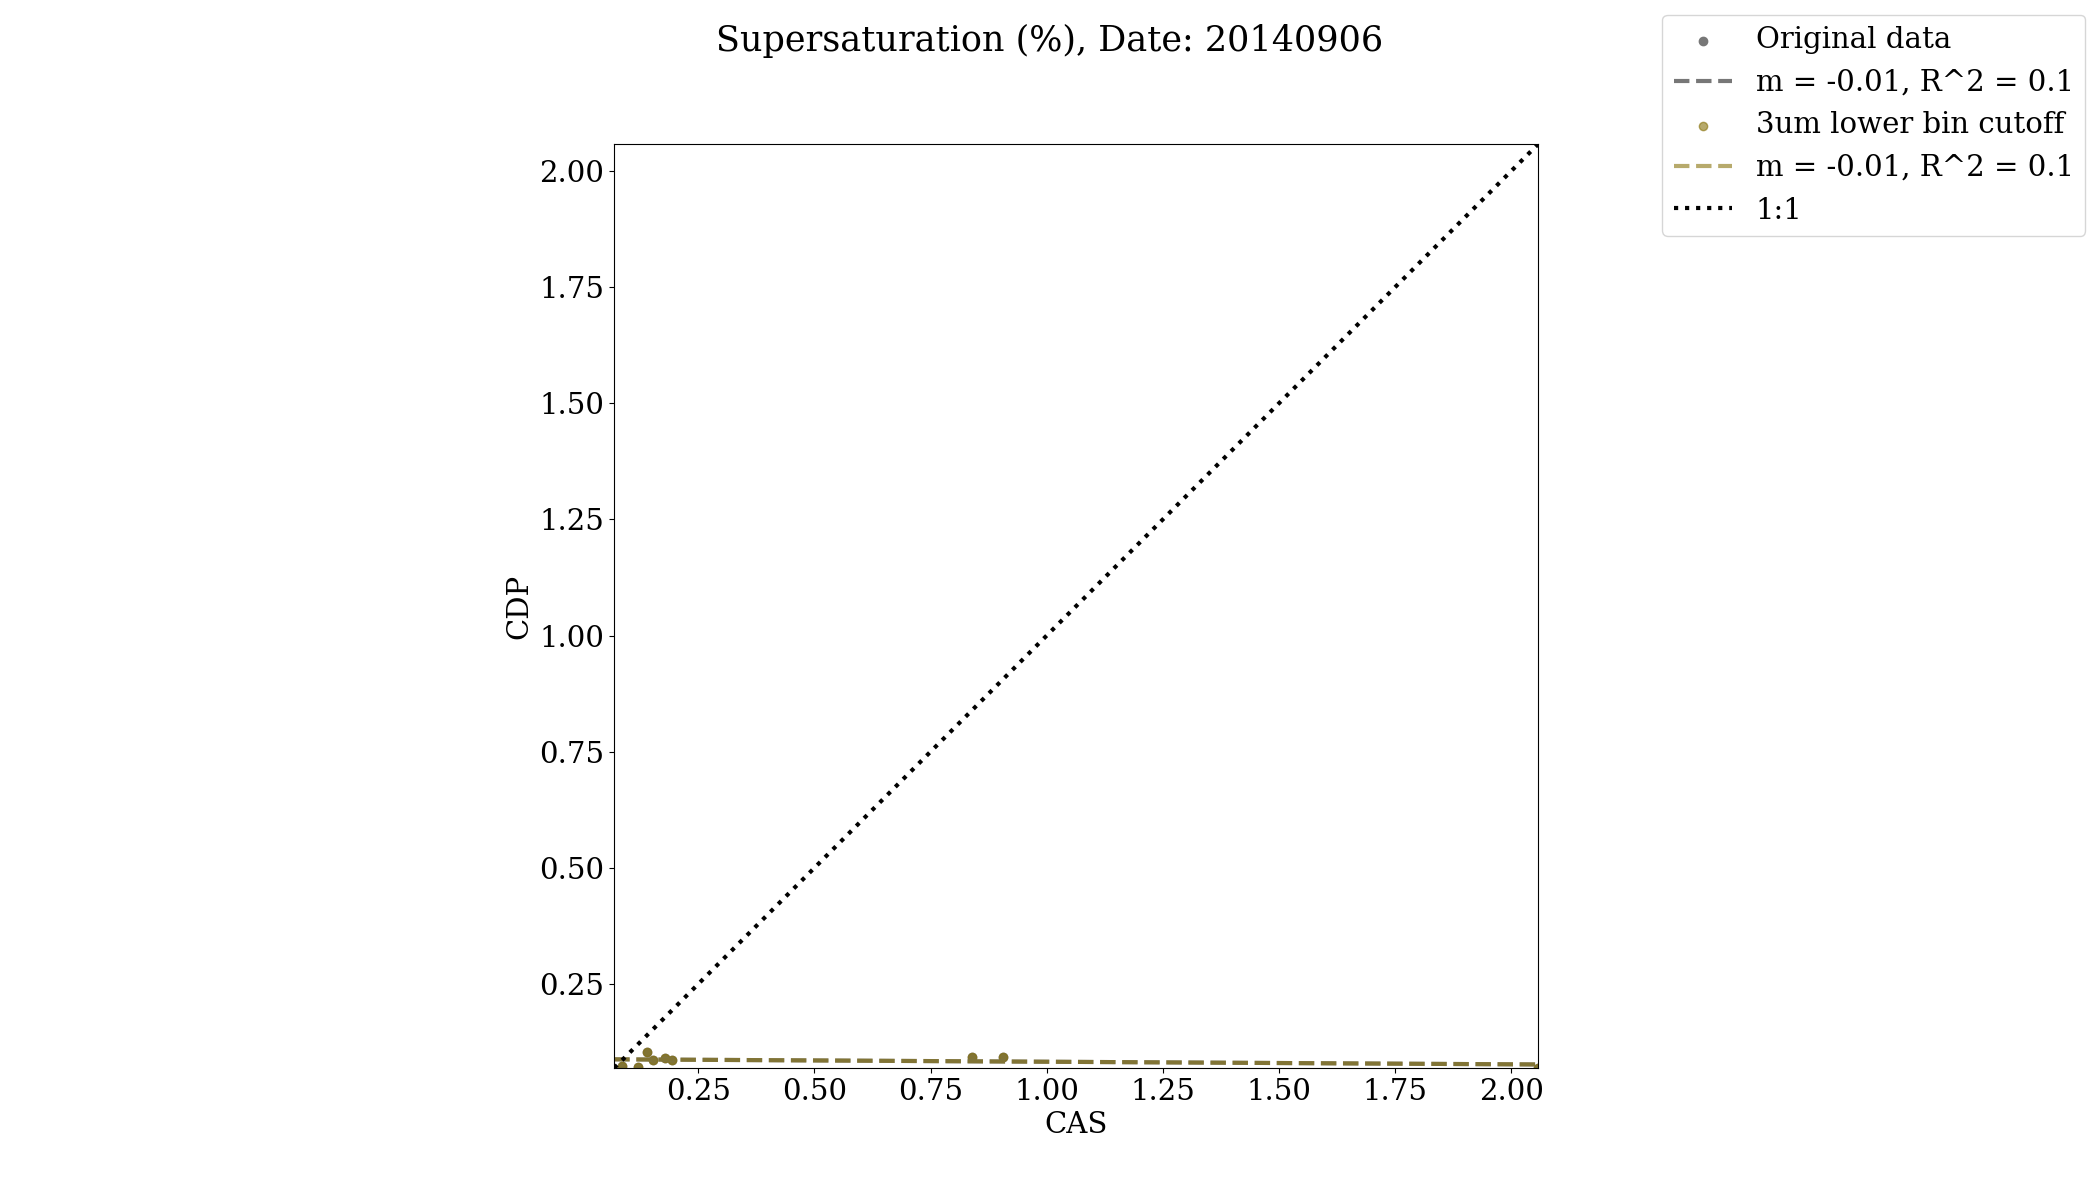 Supersaturation (%), Date: 20140906
Original data
m = -0.01, R^2 = 0.1
3um lower bin cutoff
m = -0.01, R^2 = 0.1
1:1
2.00
1.75
1.50
1.25
1.00
0.75
0.50
0.25
CDP
0.25 0.50 0.75 1.00 1.25 1.50 1.75 2.00
CAS